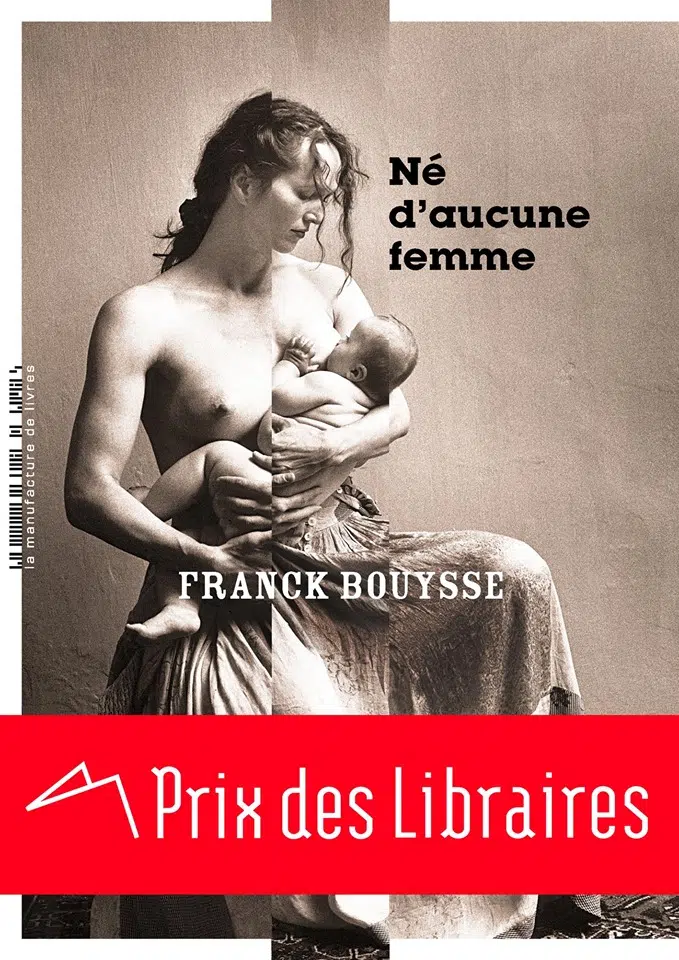 Né
d'aucune
femme
la manufacture de livres
FRANCK BOUYSSE
Prix des Libraires